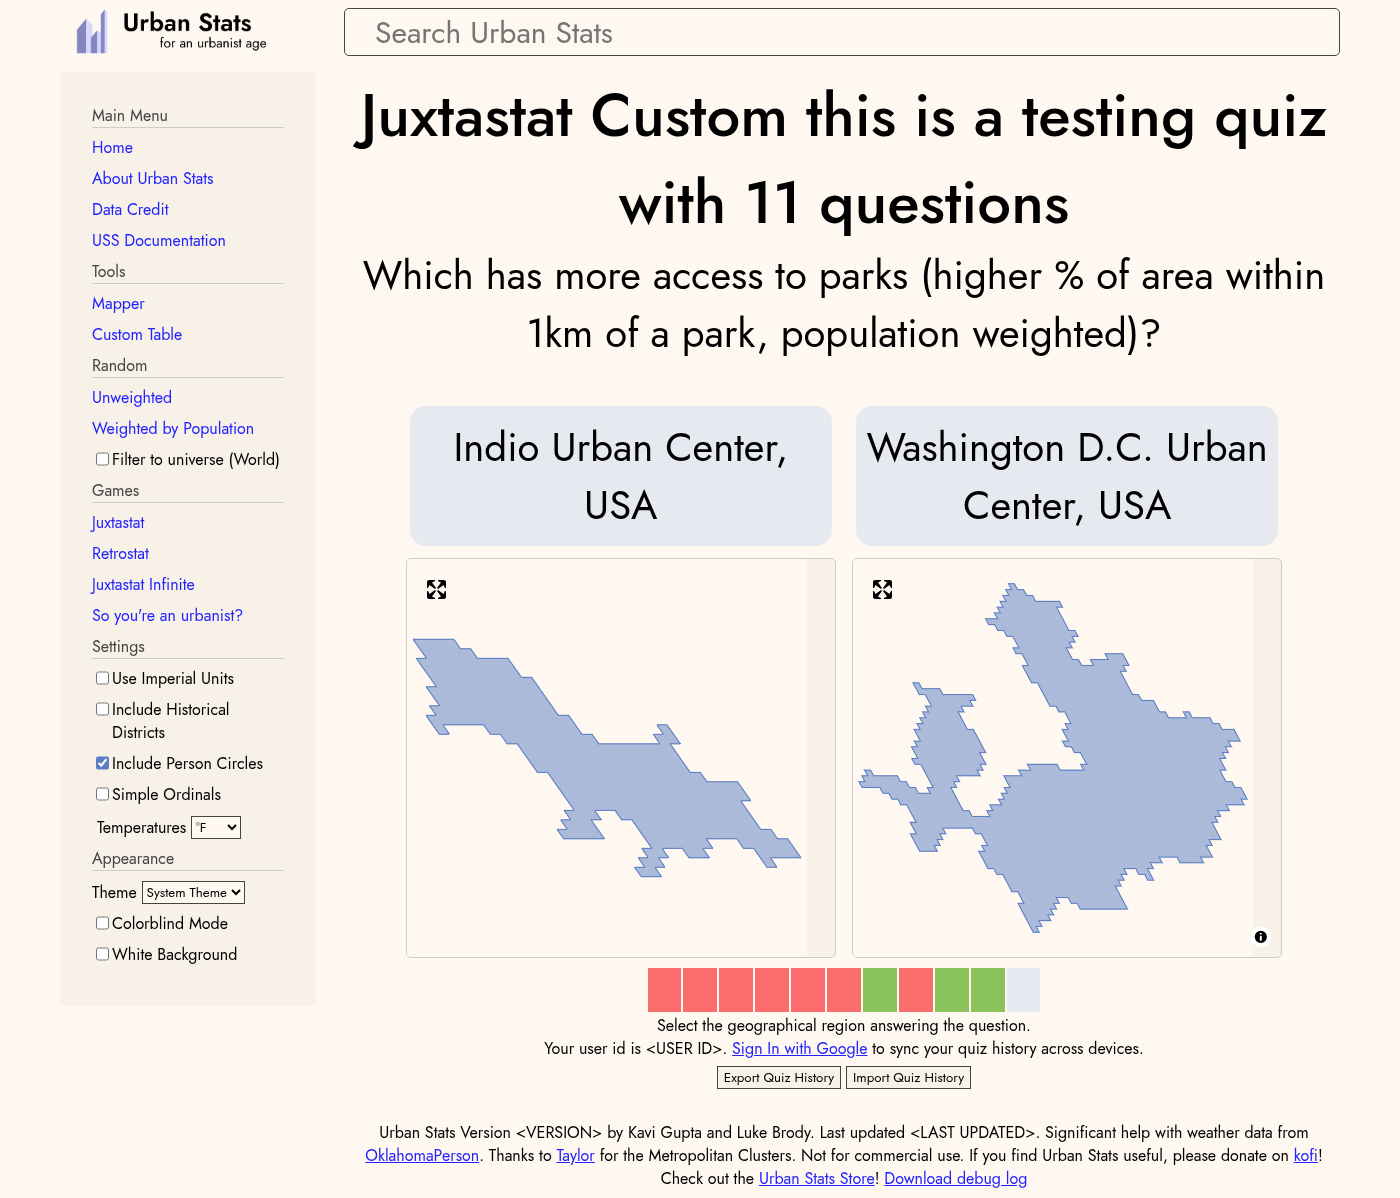 Urban Stats
for an urbanist age
Search Urban Stats
Main Menu
Home
About Urban Stats
Data Credit
USS Documentation
Tools
Mapper
Custom Table
Random
Unweighted
Weighted by Population
Filter to universe (World)
Games
Juxtastat
Retrostat
Juxtastat Infinite
So you're an urbanist?
Settings
Use Imperial Units
Include Historical
Districts
Include Person Circles
Simple Ordinals
Temperatures °F
Appearance
Theme System Theme
Colorblind Mode
White Background
Juxtastat Custom this is a testing quiz
with 11 questions
Which has more access to parks (higher % of area within
1km of a park, population weighted)?
Indio Urban Center,
USA
Washington D.C. Urban
Center, USA
Select the geographical region answering the question.
Your user id is <USER ID>. Sign In with Google to sync your quiz history across devices.
Export Quiz History Import Quiz History
Urban Stats Version <VERSION> by Kavi Gupta and Luke Brody. Last updated <LAST UPDATED>. Significant help with weather data from
OklahomaPerson. Thanks to Taylor for the Metropolitan Clusters. Not for commercial use. If you find Urban Stats useful, please donate on kofi!
Check out the Urban Stats Store! Download debug log